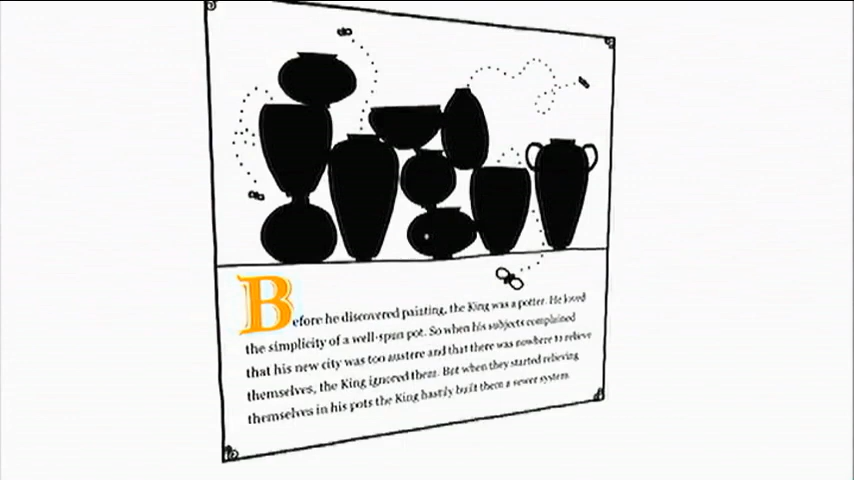 Before he discovered painting, the King was a potter. He loved
the simplicity of a well-spun pot. So when his subjects complained
that his new city was too austere and that there was nowhere to relieve
themselves, the King ignored them. But when they started relieving
themselves in his pots the King hastily built them a sewer system.